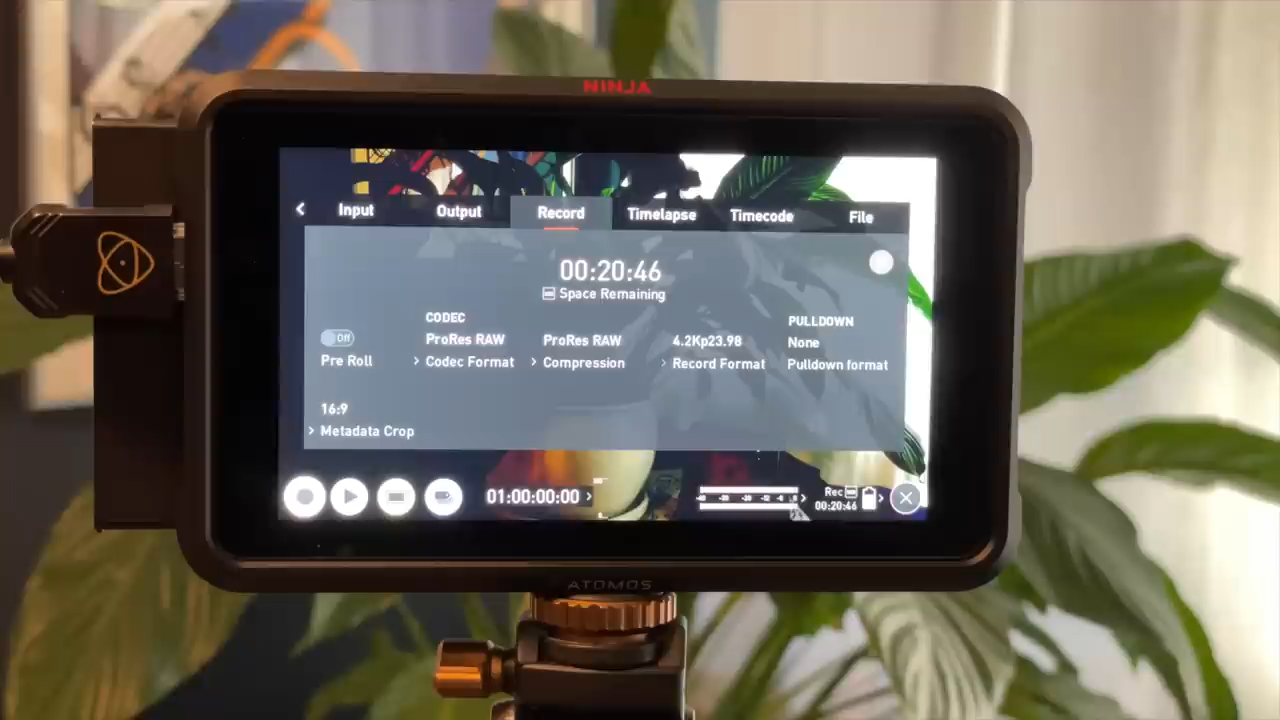 NINJA
Input Output Record Timelapse Timecode File
00:20:46
Space Remaining
CODEC
PULLDOWN
Off ProRes RAW ProRes RAW 4.2Kp23.98 None
Pre Roll > Codec Format > Compression > Record Format Pulldown format
16:9
> Metadata Crop
01:00:00:00 >
Rec
00:20:46
ATOMOS